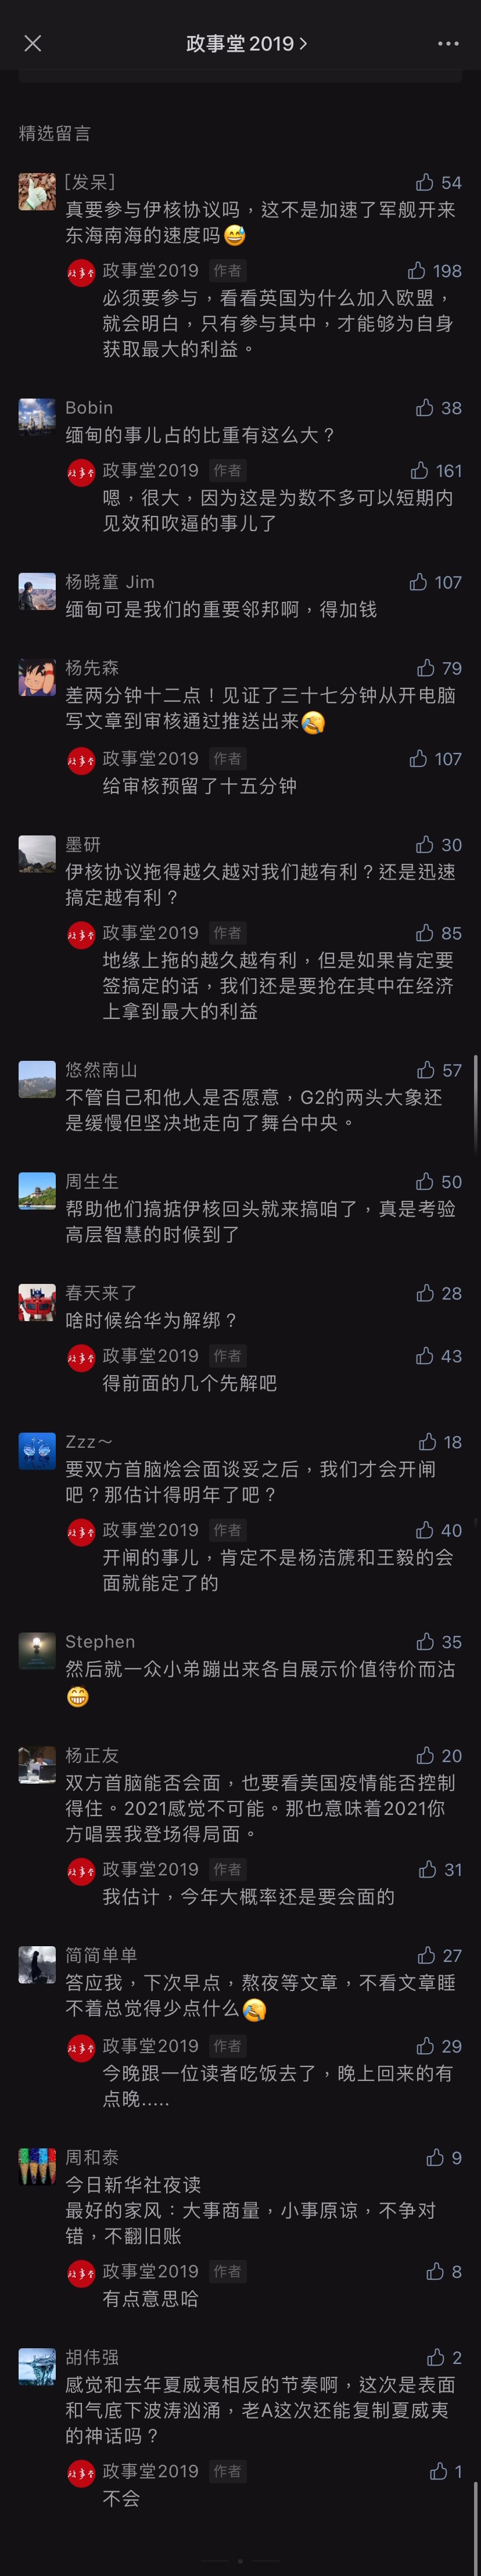 政事堂2019
精选留言
[发呆]
54
真要参与伊核协议吗，这不是加速了军舰开来
东海南海的速度吗😅
政事堂2019 作者
198
必须要参与，看看英国为什么加入欧盟，
就会明白，只有参与其中，才能够为自身
获取最大的利益。
Bobin
38
缅甸的事儿占的比重有这么大？
政事堂2019 作者
161
嗯，很大，因为这是为数不多可以短期内
见效和吹逼的事儿了
杨晓童 Jim
107
缅甸可是我们的重要邻邦啊，得加钱
杨先森
79
差两分钟十二点！见证了三十七分钟从开电脑
写文章到审核通过推送出来
政事堂2019 作者
107
给审核预留了十五分钟
墨研
30
伊核协议拖得越久越对我们越有利？还是迅速
搞定越有利？
政事堂2019 作者
85
地缘上拖的越久越有利，但是如果肯定要
签搞定的话，我们还是要抢在其中在经济
上拿到最大的利益
悠然南山
57
不管自己和他人是否愿意，G2的两头大象还
是缓慢但坚决地走向了舞台中央。
周生生
50
帮助他们搞掂伊核回头就来搞咱了，真是考验
高层智慧的时候到了
春天来了
28
啥时候给华为解绑？
政事堂2019 作者
43
得前面的几个先解吧
Zzz～
18
要双方首脑烩会面谈妥之后，我们才会开闸
吧？那估计得明年了吧？
政事堂2019 作者
40
开闸的事儿，肯定不是杨洁篪和王毅的会
面就能定了的
Stephen
35
然后就一众小弟蹦出来各自展示价值待价而沽
😁
杨正友
20
双方首脑能否会面，也要看美国疫情能否控制
得住。2021感觉不可能。那也意味着2021你
方唱罢我登场得局面。
政事堂2019 作者
31
我估计，今年大概率还是要会面的
简简单单
27
答应我，下次早点，熬夜等文章，不看文章睡
不着总觉得少点什么
政事堂2019 作者
29
今晚跟一位读者吃饭去了，晚上回来的有
点晚.....
周和泰
9
今日新华社夜读
最好的家风：大事商量，小事原谅，不争对
错，不翻旧账
政事堂2019 作者
8
有点意思哈
胡伟强
2
感觉和去年夏威夷相反的节奏啊，这次是表面
和气底下波涛汹涌，老A这次还能复制夏威夷
的神话吗？
政事堂2019 作者
1
不会